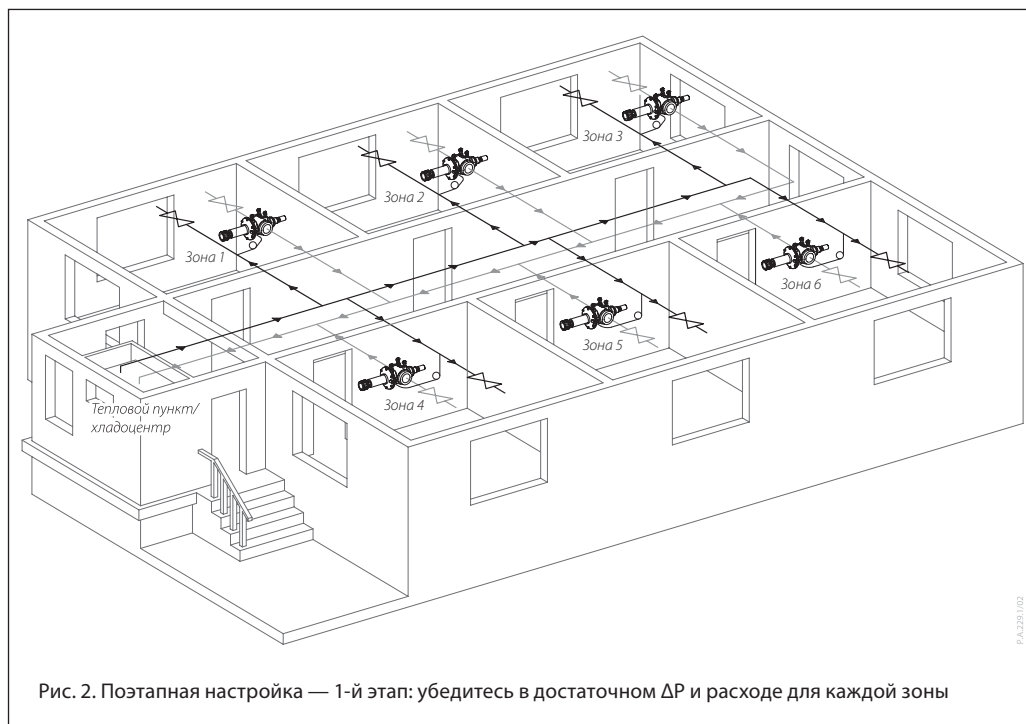 Зона 3
Зона 2
Зона 1
Зона 6
Зона 5
Зона 4
Тепловой пункт/
хладоцентр
P.A.229.1/02
Рис. 2. Поэтапная настройка — 1-й этап: убедитесь в достаточном ΔP и расходе для каждой зоны